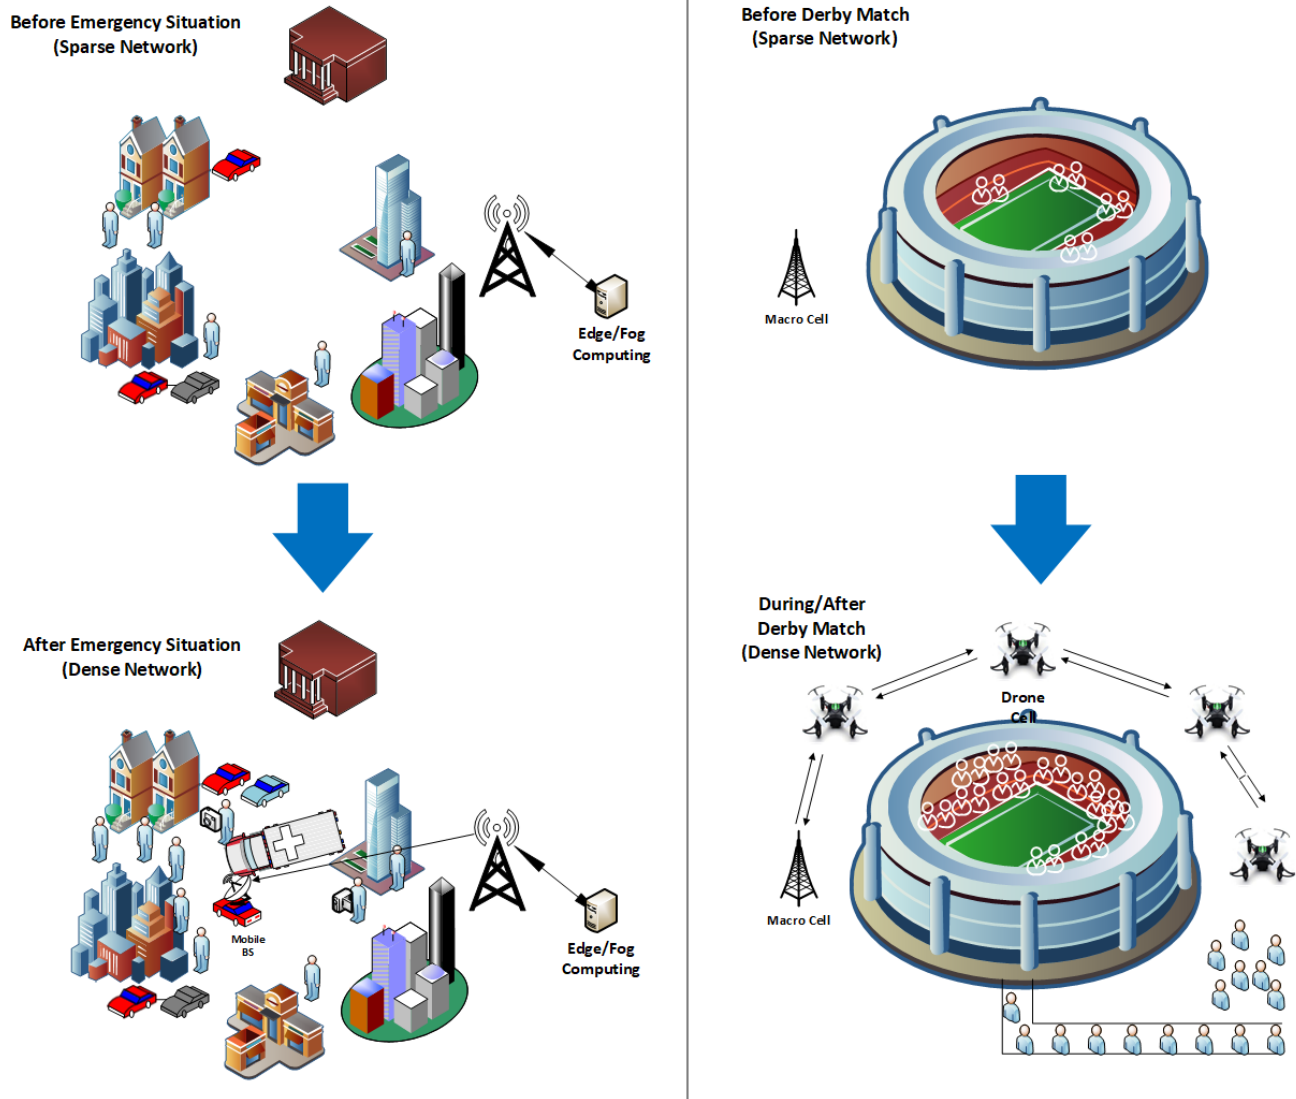 Before Emergency Situation
(Sparse Network)
Edge/Fog
Computing
After Emergency Situation
(Dense Network)
Mobile
BS
Edge/Fog
Computing
Before Derby Match
(Sparse Network)
Macro Cell
During/After
Derby Match
(Dense Network)
Drone
Cell
Macro Cell